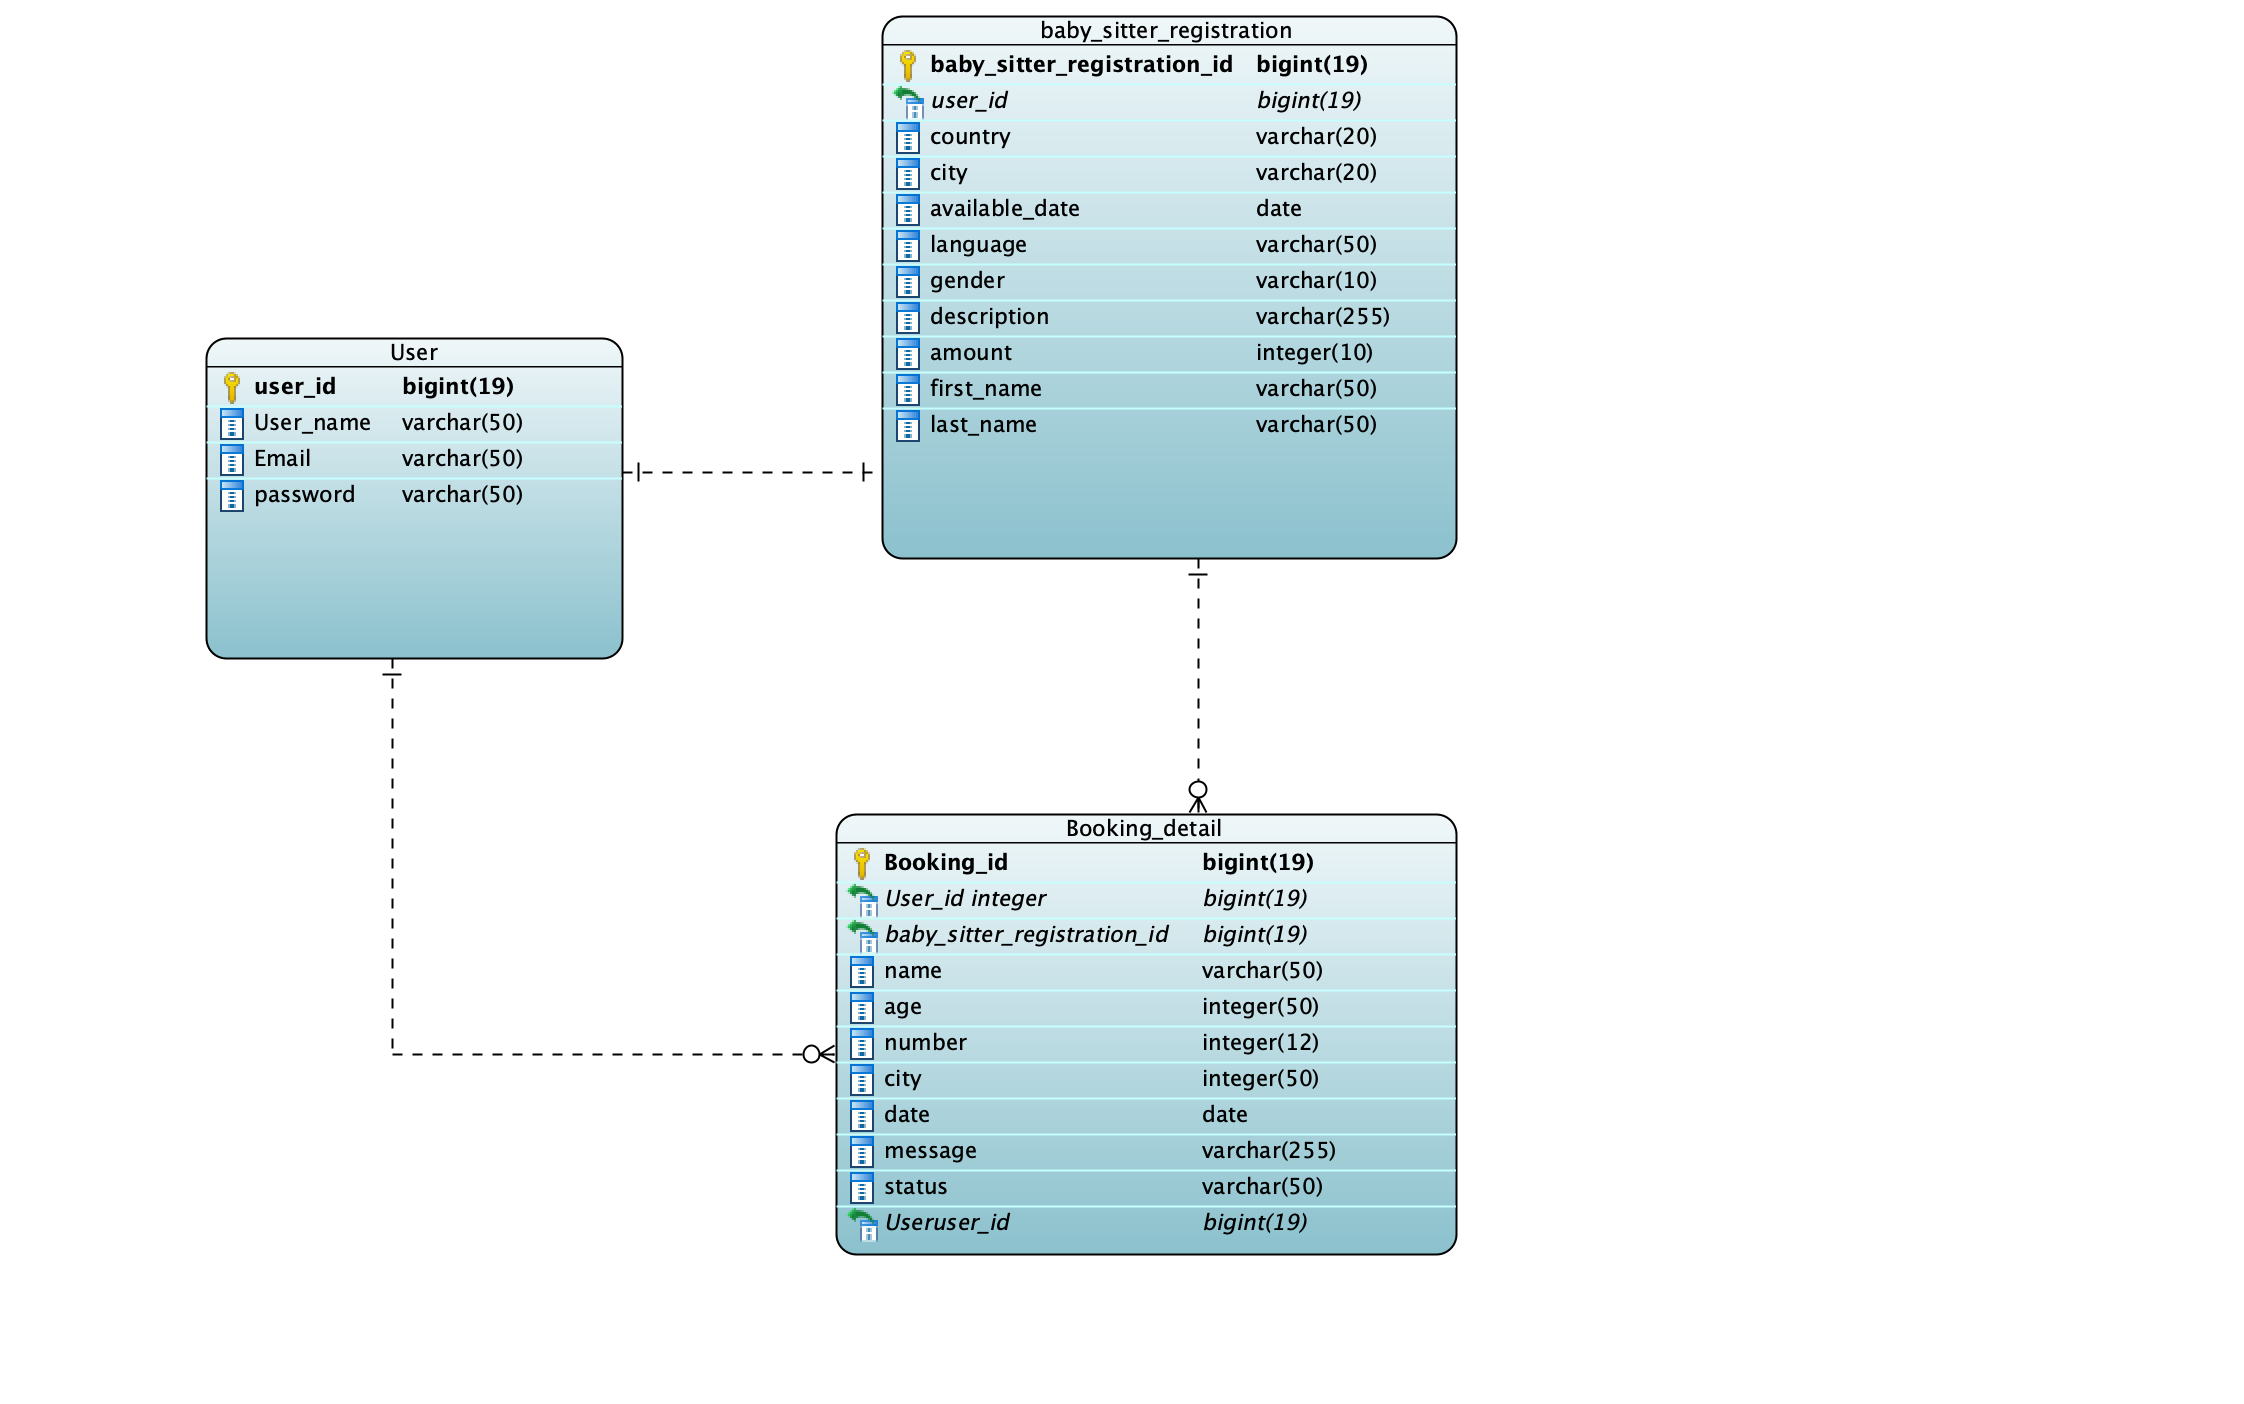 baby_sitter_registration
baby_sitter_registration_id bigint(19)
user_id bigint(19)
country varchar(20)
city varchar(20)
available_date date
language varchar(50)
gender varchar(10)
description varchar(255)
amount integer(10)
first_name varchar(50)
last_name varchar(50)
User
user_id bigint(19)
User_name varchar(50)
Email varchar(50)
password varchar(50)
Booking_detail
Booking_id bigint(19)
User_id integer bigint(19)
baby_sitter_registration_id bigint(19)
name varchar(50)
age integer(50)
number integer(12)
city integer(50)
date date
message varchar(255)
status varchar(50)
Useruser_id bigint(19)